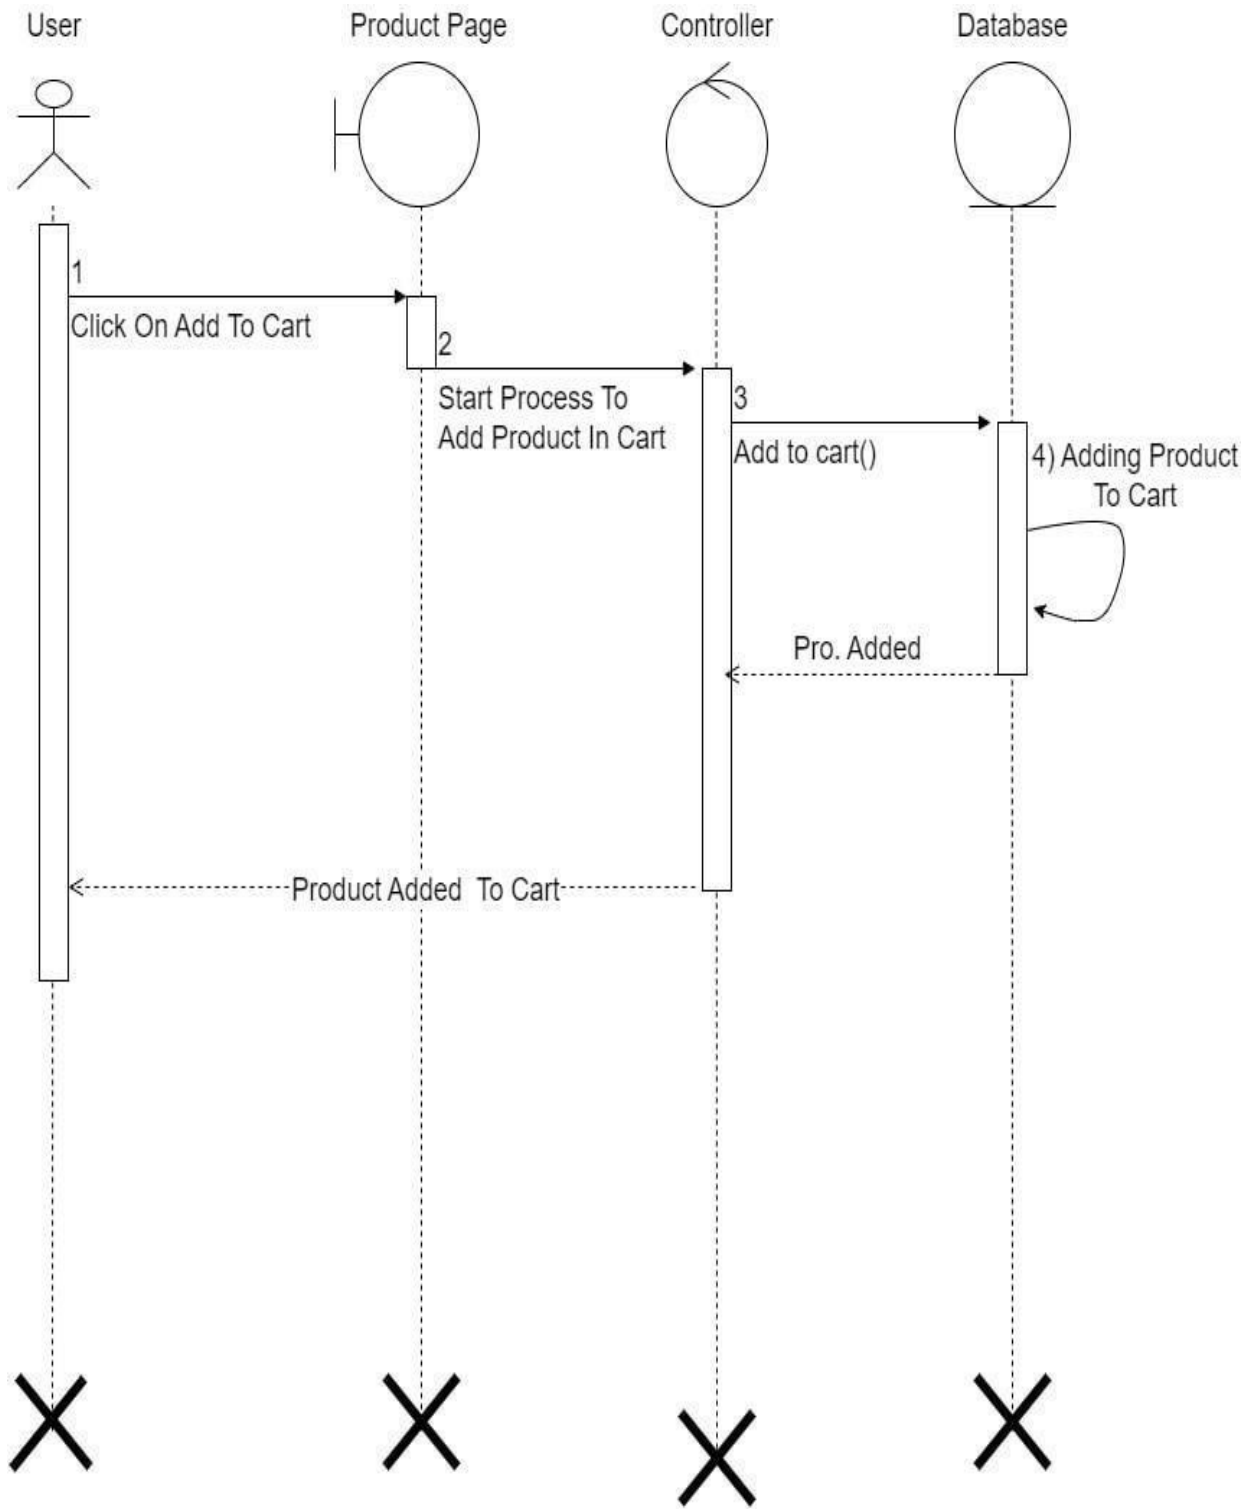 User
Product Page
Controller
Database
1
Click On Add To Cart
2
Start Process To
Add Product In Cart
3
Add to cart()
4) Adding Product
To Cart
Pro. Added
Product Added To Cart